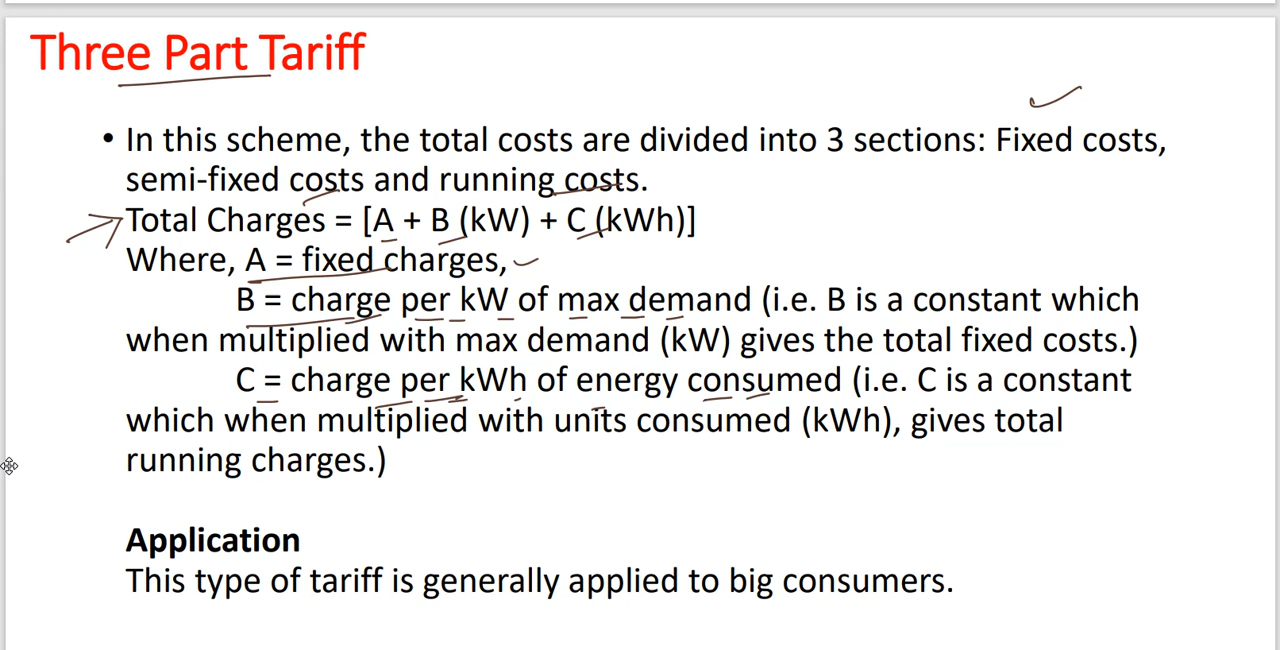 Three Part Tariff
• In this scheme, the total costs are divided into 3 sections: Fixed costs,
semi-fixed costs and running costs.
Total Charges = [A + B (kW) + C (kWh)]
Where, A = fixed charges,
B = charge per kW of max demand (i.e. B is a constant which
when multiplied with max demand (kW) gives the total fixed costs.)
C = charge per kWh of energy consumed (i.e. C is a constant
which when multiplied with units consumed (kWh), gives total
running charges.)
Application
This type of tariff is generally applied to big consumers.